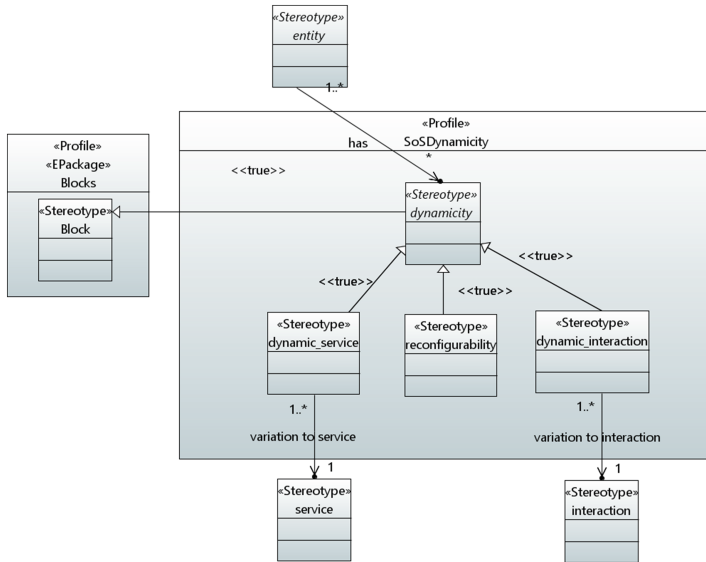 «Stereotype»
entity
1..*
«Profile»
SoSDynamicity
has
*
«Profile»
«EPackage»
Blocks
<<true>>
«Stereotype»
Block
«Stereotype»
dynamicity
<<true>>
<<true>>
<<true>>
«Stereotype»
dynamic_service
«Stereotype»
reconfigurability
«Stereotype»
dynamic_interaction
1..*
1..*
variation to service
variation to interaction
1
1
«Stereotype»
service
«Stereotype»
interaction